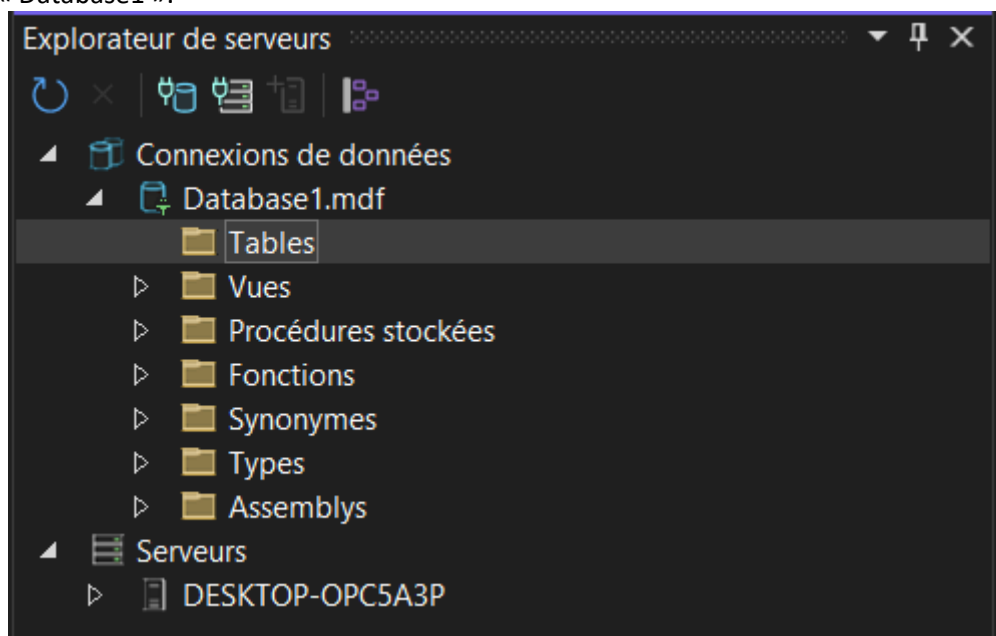 « Database1 ».
Explorateur de serveurs
Connexions de données
Database1.mdf
Tables
Vues
Procédures stockées
Fonctions
Synonymes
Types
Assemblys
Serveurs
DESKTOP-OPC5A3P